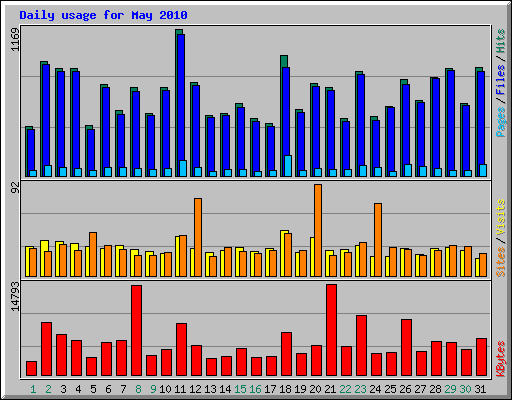 Daily usage for May 2010
1169
Pages / Files / Hits
92
Sites / Visits
14793
KBytes
1 2 3 4 5 6 7 8 9 10 11 12 13 14 15 16 17 18 19 20 21 22 23 24 25 26 27 28 29 30 31